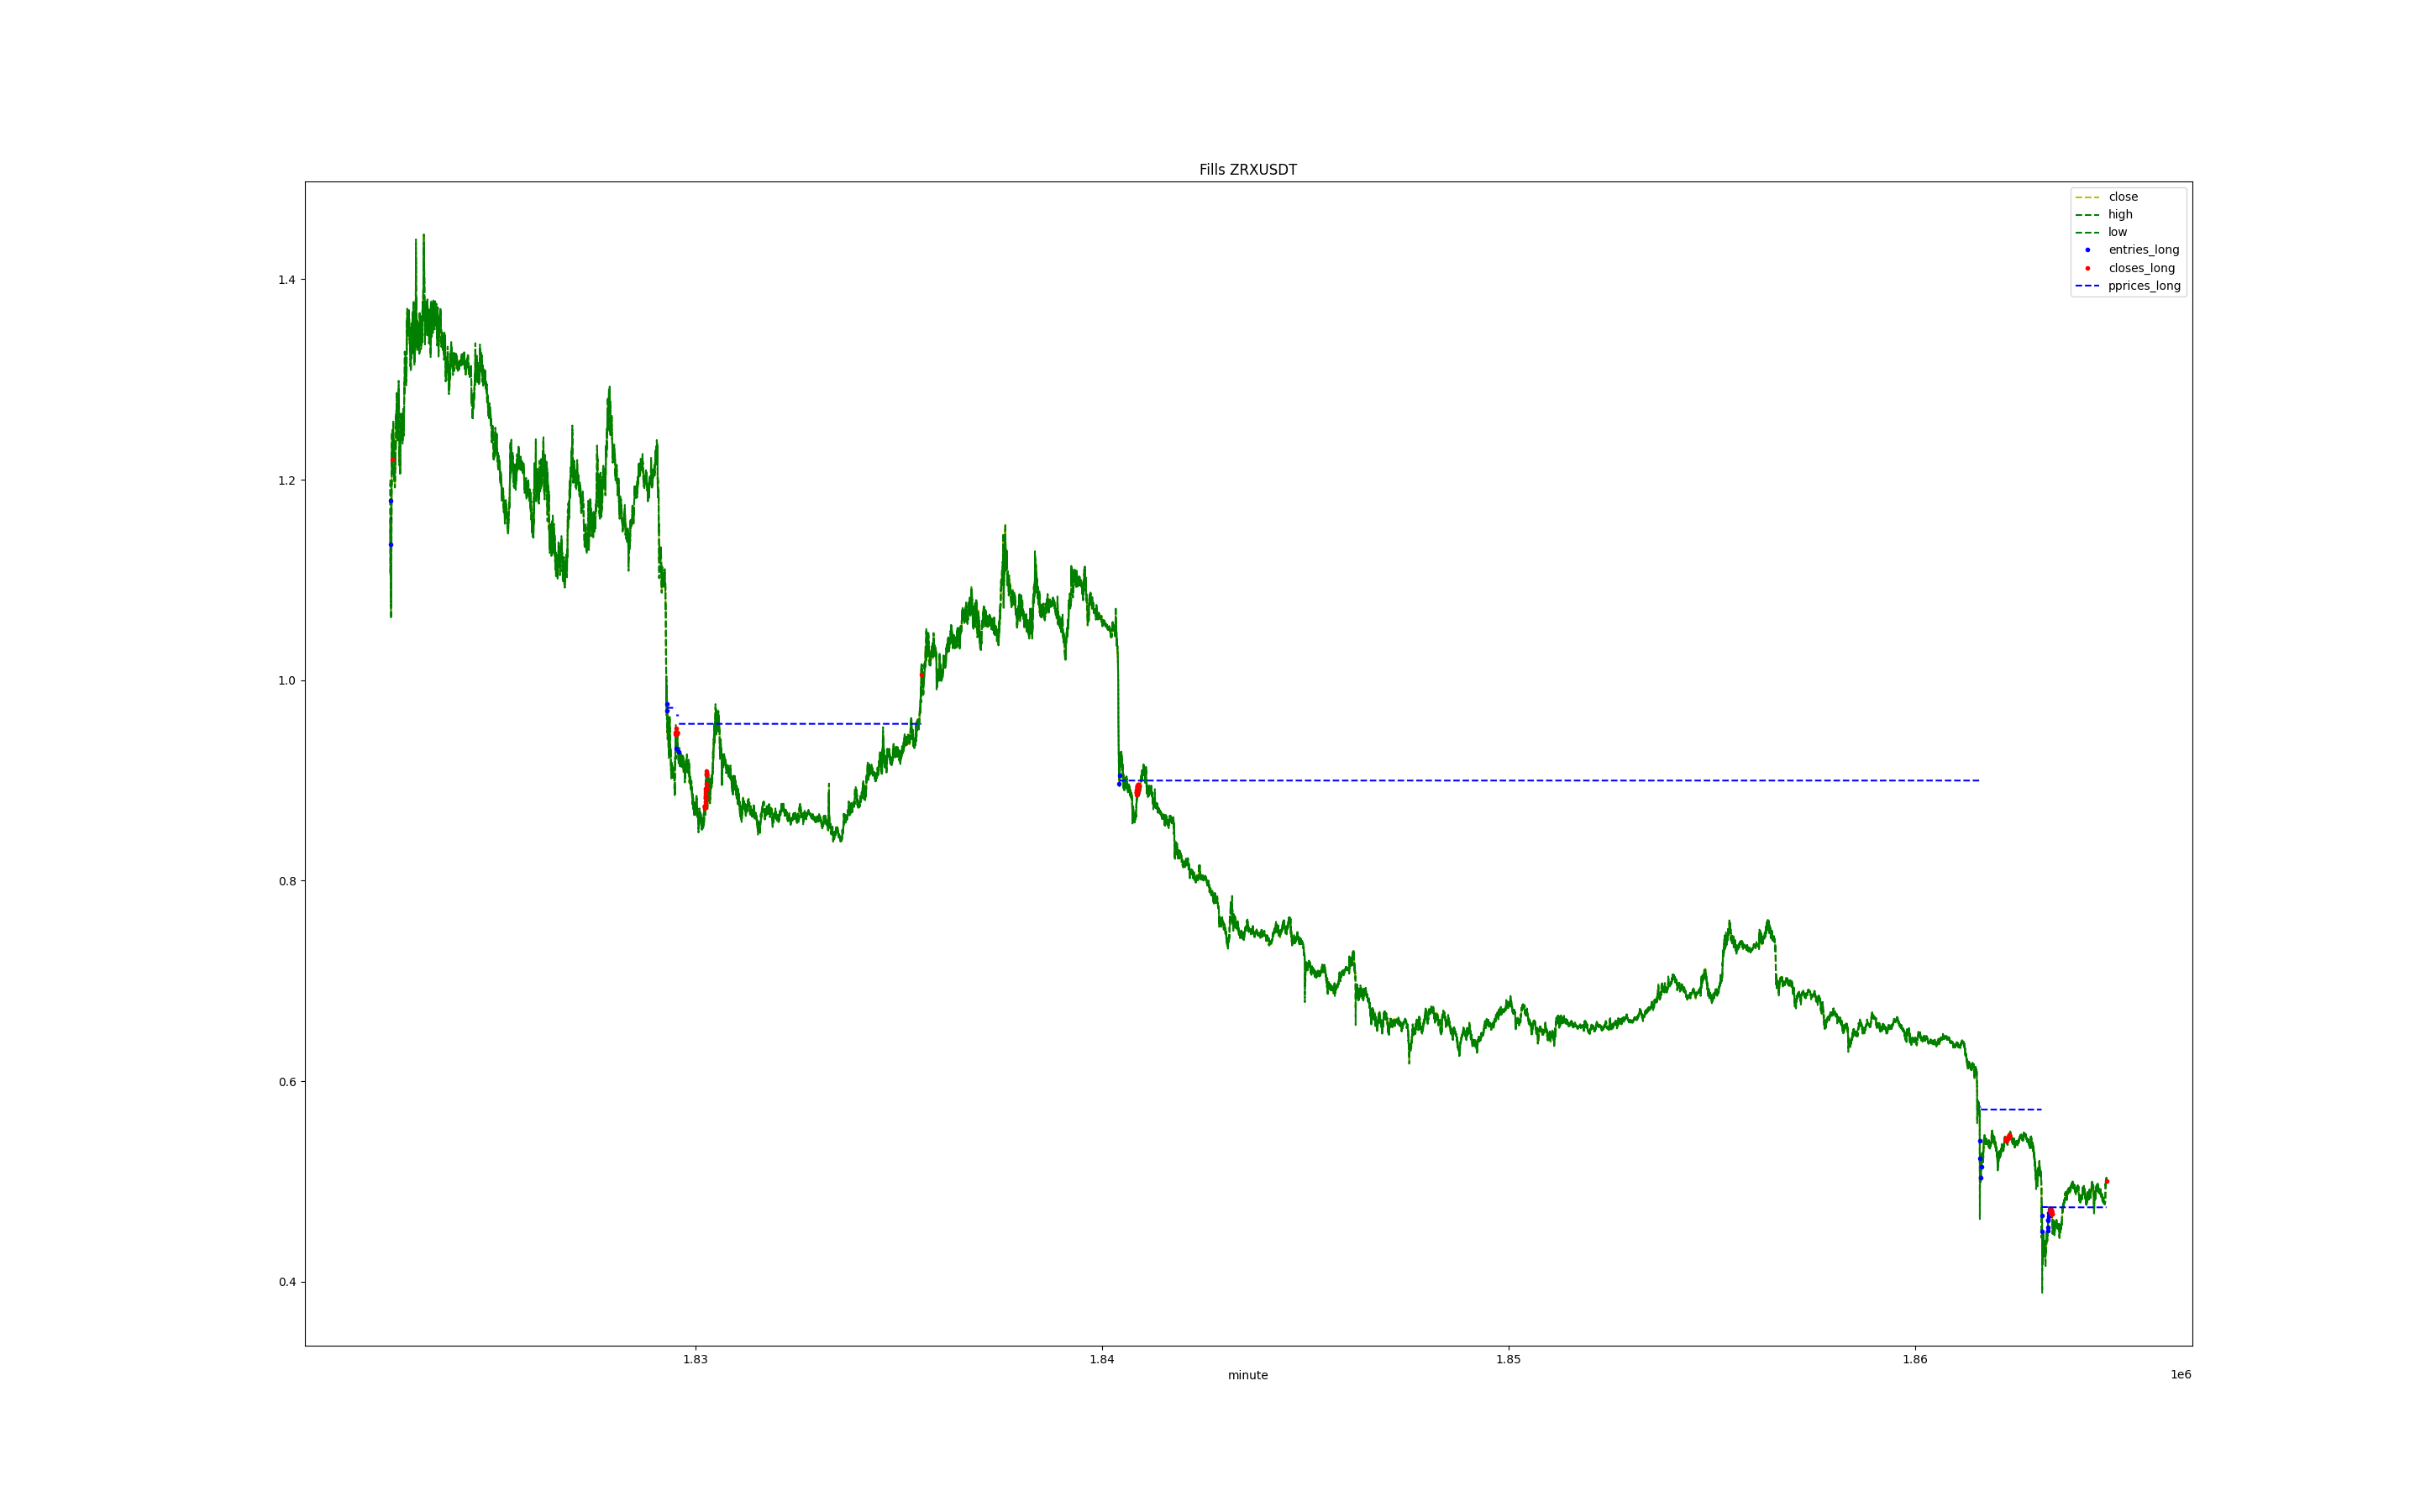 Fills ZRXUSDT
close
high
low
entries_long
closes_long
pprices_long
1.4
1.2
1.0
0.8
0.6
0.4
1.83 1.84 1.85 1.86
minute
1e6